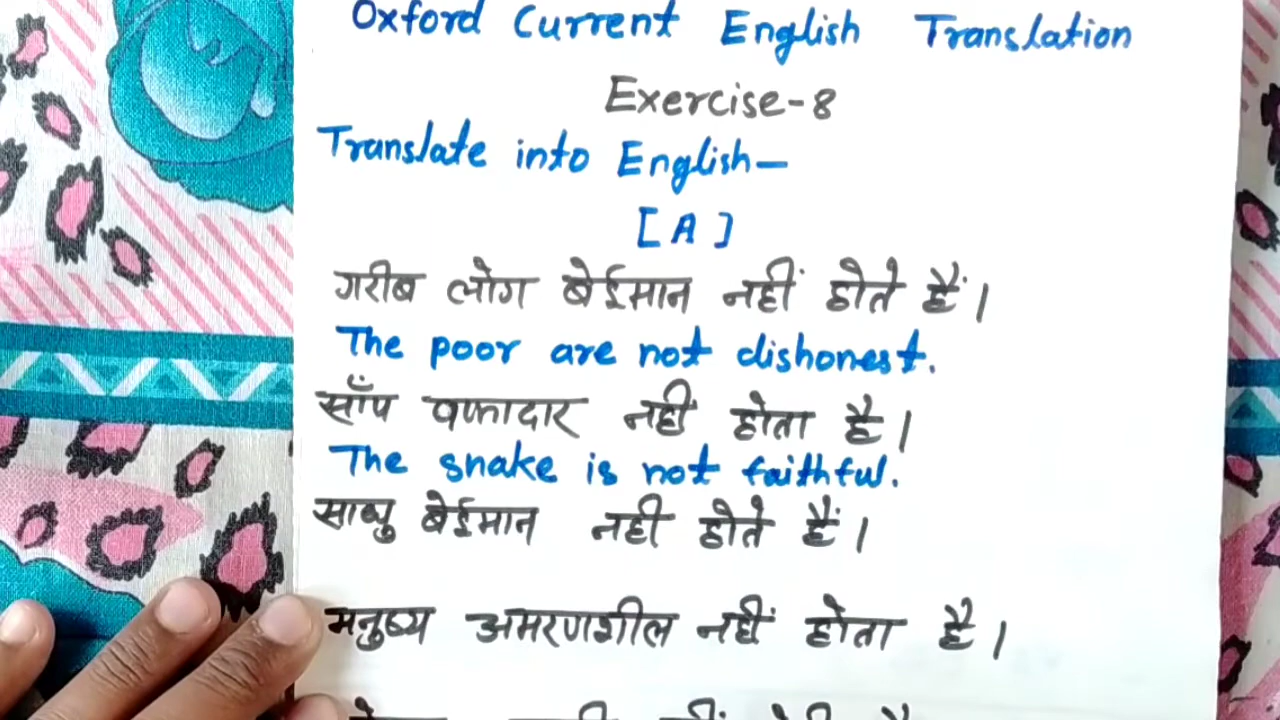 Oxford Current English Translation
Exercise-8
Translate into English—
[A]
गरीब लोग बेईमान नहीं होते हैं।
The poor are not dishonest.
साँप वफादार नहीं होता है।
The snake is not faithful.
साधु बेईमान नहीं होते हैं।
मनुष्य अमरणशील नहीं होता है।